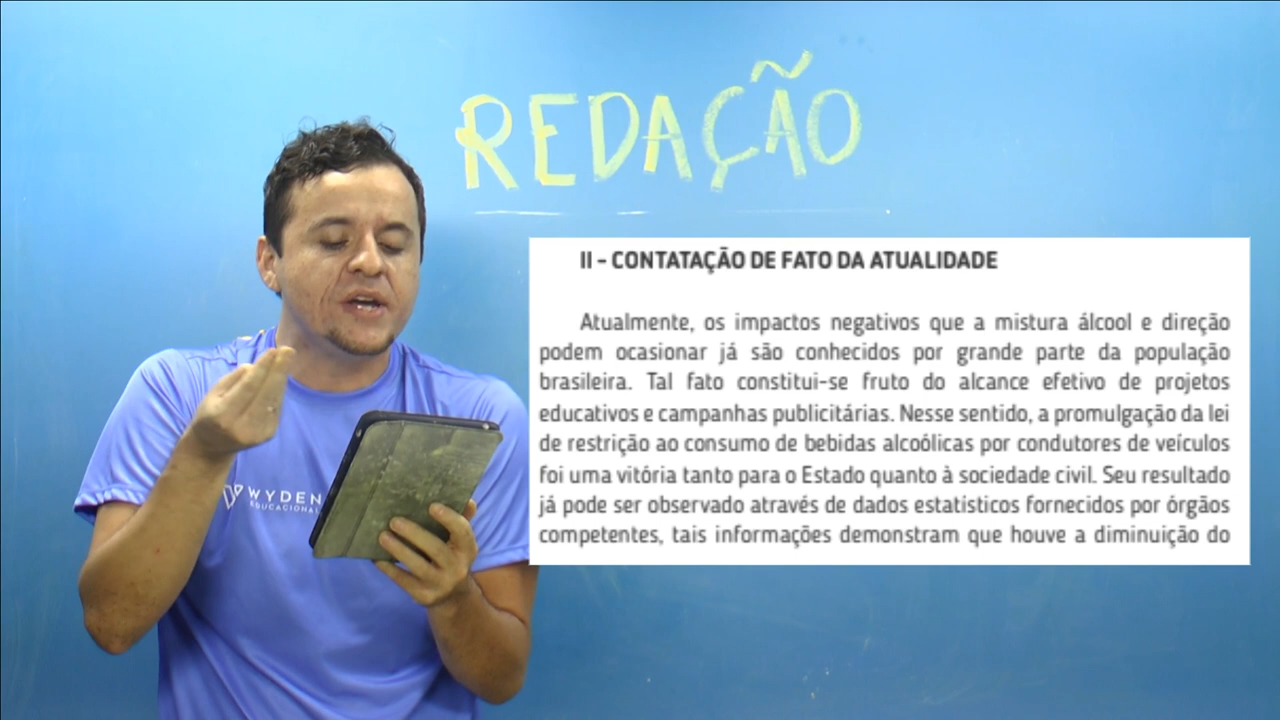 REDAÇÃO
WYDEN
EDUCACIONAL
II - CONTATAÇÃO DE FATO DA ATUALIDADE
Atualmente, os impactos negativos que a mistura álcool e direção
podem ocasionar já são conhecidos por grande parte da população
brasileira. Tal fato constitui-se fruto do alcance efetivo de projetos
educativos e campanhas publicitárias. Nesse sentido, a promulgação da lei
de restrição ao consumo de bebidas alcoólicas por condutores de veículos
foi uma vitória tanto para o Estado quanto à sociedade civil. Seu resultado
já pode ser observado através de dados estatísticos fornecidos por órgãos
competentes, tais informações demonstram que houve a diminuição do